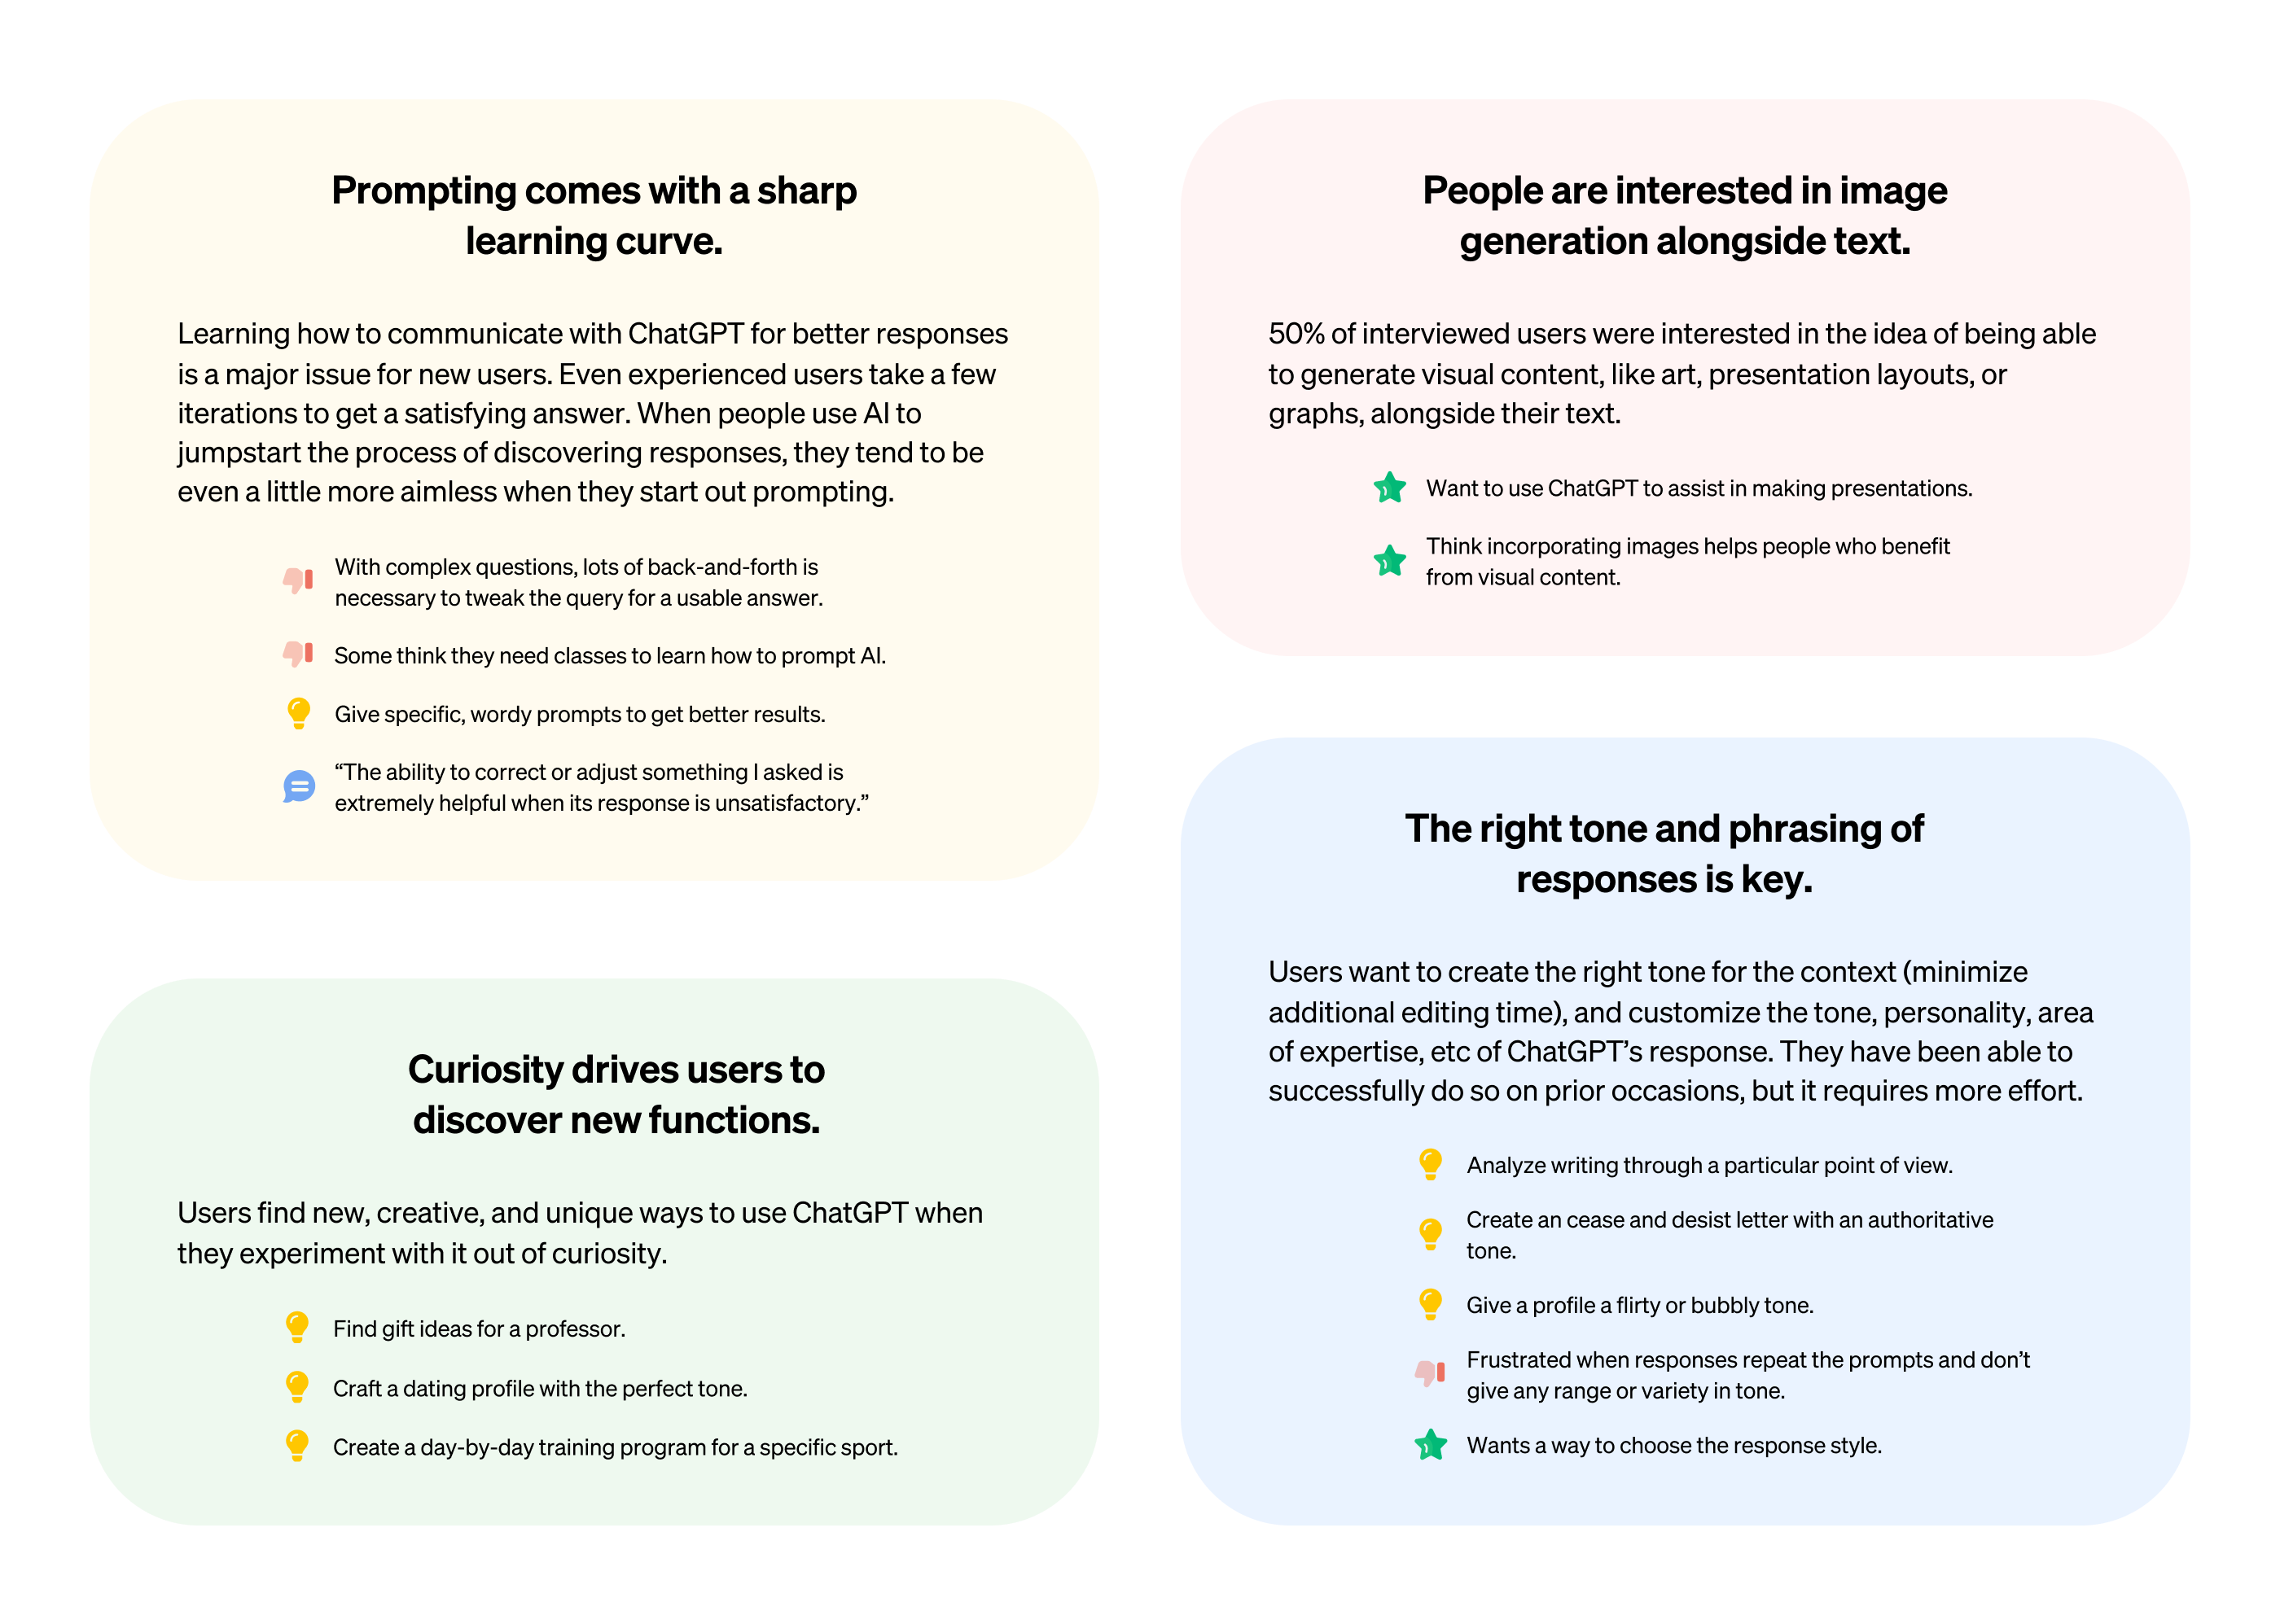 Prompting comes with a sharp
learning curve.
Learning how to communicate with ChatGPT for better responses
is a major issue for new users. Even experienced users take a few
iterations to get a satisfying answer. When people use AI to
jumpstart the process of discovering responses, they tend to be
even a little more aimless when they start out prompting.
With complex questions, lots of back-and-forth is
necessary to tweak the query for a usable answer.
Some think they need classes to learn how to prompt AI.
Give specific, wordy prompts to get better results.
“The ability to correct or adjust something I asked is
extremely helpful when its response is unsatisfactory.”
Curiosity drives users to
discover new functions.
Users find new, creative, and unique ways to use ChatGPT when
they experiment with it out of curiosity.
Find gift ideas for a professor.
Craft a dating profile with the perfect tone.
Create a day-by-day training program for a specific sport.
People are interested in image
generation alongside text.
50% of interviewed users were interested in the idea of being able
to generate visual content, like art, presentation layouts, or
graphs, alongside their text.
Want to use ChatGPT to assist in making presentations.
Think incorporating images helps people who benefit
from visual content.
The right tone and phrasing of
responses is key.
Users want to create the right tone for the context (minimize
additional editing time), and customize the tone, personality, area
of expertise, etc of ChatGPT’s response. They have been able to
successfully do so on prior occasions, but it requires more effort.
Analyze writing through a particular point of view.
Create an cease and desist letter with an authoritative
tone.
Give a profile a flirty or bubbly tone.
Frustrated when responses repeat the prompts and don’t
give any range or variety in tone.
Wants a way to choose the response style.